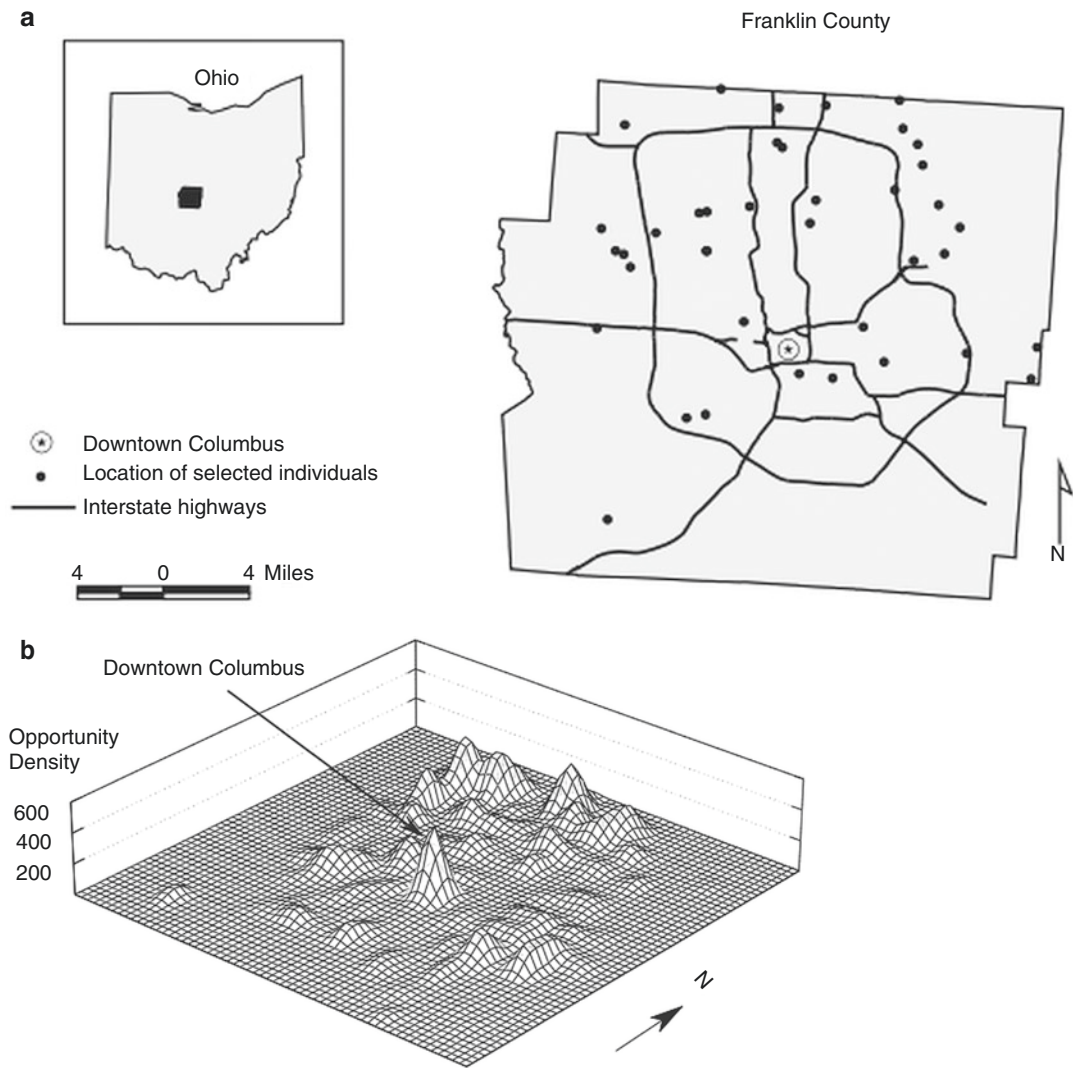 a
Franklin County
Ohio
Downtown Columbus
Location of selected individuals
Interstate highways
4 0 4 Miles
N
b
Downtown Columbus
Opportunity
Density
600
400
200
N